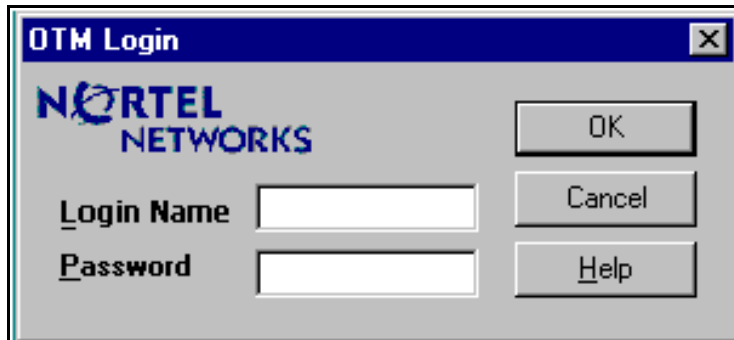 OTM Login
NORTEL
NETWORKS
OK
Login Name
Cancel
Password
Help